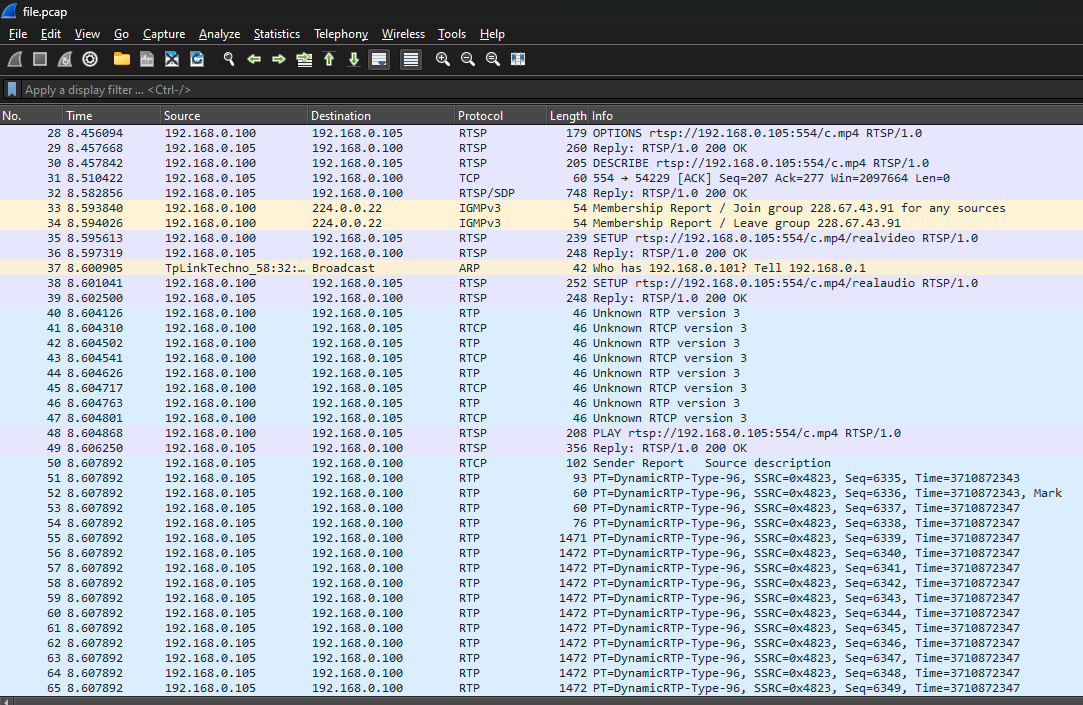 file.pcap
File Edit View Go Capture Analyze Statistics Telephony Wireless Tools Help
Apply a display filter ... <Ctrl-/>
No. Time Source Destination Protocol Length Info
28 8.456094 192.168.0.100 192.168.0.105 RTSP 179 OPTIONS rtsp://192.168.0.105:554/c.mp4 RTSP/1.0
29 8.457668 192.168.0.105 192.168.0.100 RTSP 260 Reply: RTSP/1.0 200 OK
30 8.457842 192.168.0.100 192.168.0.105 RTSP 205 DESCRIBE rtsp://192.168.0.105:554/c.mp4 RTSP/1.0
31 8.510422 192.168.0.105 192.168.0.100 TCP 60 554 → 54229 [ACK] Seq=207 Ack=277 Win=2097664 Len=0
32 8.582856 192.168.0.105 192.168.0.100 RTSP/SDP 748 Reply: RTSP/1.0 200 OK
33 8.593840 192.168.0.100 224.0.0.22 IGMPv3 54 Membership Report / Join group 228.67.43.91 for any sources
34 8.594026 192.168.0.100 224.0.0.22 IGMPv3 54 Membership Report / Leave group 228.67.43.91
35 8.595613 192.168.0.100 192.168.0.105 RTSP 239 SETUP rtsp://192.168.0.105:554/c.mp4/realvideo RTSP/1.0
36 8.597319 192.168.0.105 192.168.0.100 RTSP 248 Reply: RTSP/1.0 200 OK
37 8.600905 TpLinkTechno_58:32:… Broadcast ARP 42 Who has 192.168.0.101? Tell 192.168.0.1
38 8.601041 192.168.0.100 192.168.0.105 RTSP 252 SETUP rtsp://192.168.0.105:554/c.mp4/realaudio RTSP/1.0
39 8.602500 192.168.0.105 192.168.0.100 RTSP 248 Reply: RTSP/1.0 200 OK
40 8.604126 192.168.0.100 192.168.0.105 RTP 46 Unknown RTP version 3
41 8.604310 192.168.0.100 192.168.0.105 RTCP 46 Unknown RTCP version 3
42 8.604502 192.168.0.100 192.168.0.105 RTP 46 Unknown RTP version 3
43 8.604541 192.168.0.100 192.168.0.105 RTCP 46 Unknown RTCP version 3
44 8.604626 192.168.0.100 192.168.0.105 RTP 46 Unknown RTP version 3
45 8.604717 192.168.0.100 192.168.0.105 RTCP 46 Unknown RTCP version 3
46 8.604763 192.168.0.100 192.168.0.105 RTP 46 Unknown RTP version 3
47 8.604801 192.168.0.100 192.168.0.105 RTCP 46 Unknown RTCP version 3
48 8.604868 192.168.0.100 192.168.0.105 RTSP 208 PLAY rtsp://192.168.0.105:554/c.mp4 RTSP/1.0
49 8.606250 192.168.0.105 192.168.0.100 RTSP 356 Reply: RTSP/1.0 200 OK
50 8.607892 192.168.0.105 192.168.0.100 RTCP 102 Sender Report Source description
51 8.607892 192.168.0.105 192.168.0.100 RTP 93 PT=DynamicRTP-Type-96, SSRC=0x4823, Seq=6335, Time=3710872343
52 8.607892 192.168.0.105 192.168.0.100 RTP 60 PT=DynamicRTP-Type-96, SSRC=0x4823, Seq=6336, Time=3710872343, Mark
53 8.607892 192.168.0.105 192.168.0.100 RTP 60 PT=DynamicRTP-Type-96, SSRC=0x4823, Seq=6337, Time=3710872347
54 8.607892 192.168.0.105 192.168.0.100 RTP 76 PT=DynamicRTP-Type-96, SSRC=0x4823, Seq=6338, Time=3710872347
55 8.607892 192.168.0.105 192.168.0.100 RTP 1471 PT=DynamicRTP-Type-96, SSRC=0x4823, Seq=6339, Time=3710872347
56 8.607892 192.168.0.105 192.168.0.100 RTP 1472 PT=DynamicRTP-Type-96, SSRC=0x4823, Seq=6340, Time=3710872347
57 8.607892 192.168.0.105 192.168.0.100 RTP 1472 PT=DynamicRTP-Type-96, SSRC=0x4823, Seq=6341, Time=3710872347
58 8.607892 192.168.0.105 192.168.0.100 RTP 1472 PT=DynamicRTP-Type-96, SSRC=0x4823, Seq=6342, Time=3710872347
59 8.607892 192.168.0.105 192.168.0.100 RTP 1472 PT=DynamicRTP-Type-96, SSRC=0x4823, Seq=6343, Time=3710872347
60 8.607892 192.168.0.105 192.168.0.100 RTP 1472 PT=DynamicRTP-Type-96, SSRC=0x4823, Seq=6344, Time=3710872347
61 8.607892 192.168.0.105 192.168.0.100 RTP 1472 PT=DynamicRTP-Type-96, SSRC=0x4823, Seq=6345, Time=3710872347
62 8.607892 192.168.0.105 192.168.0.100 RTP 1472 PT=DynamicRTP-Type-96, SSRC=0x4823, Seq=6346, Time=3710872347
63 8.607892 192.168.0.105 192.168.0.100 RTP 1472 PT=DynamicRTP-Type-96, SSRC=0x4823, Seq=6347, Time=3710872347
64 8.607892 192.168.0.105 192.168.0.100 RTP 1472 PT=DynamicRTP-Type-96, SSRC=0x4823, Seq=6348, Time=3710872347
65 8.607892 192.168.0.105 192.168.0.100 RTP 1472 PT=DynamicRTP-Type-96, SSRC=0x4823, Seq=6349, Time=3710872347